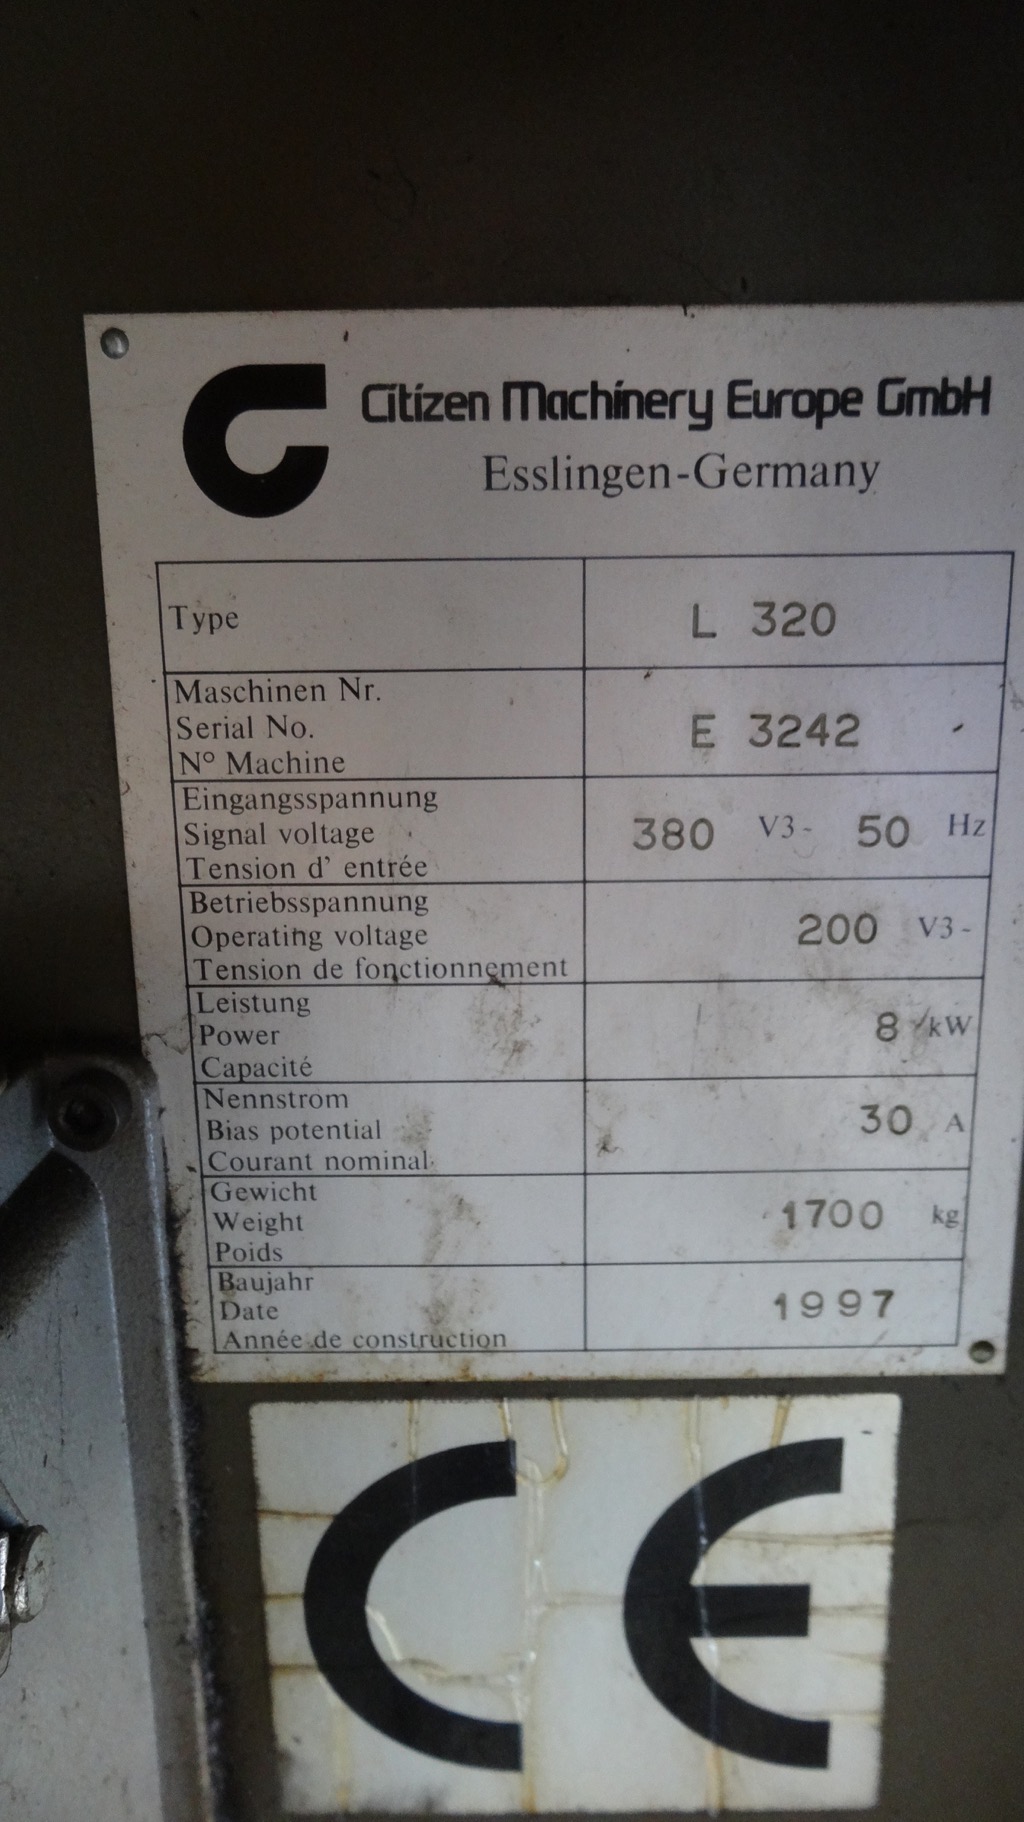 Citizen Machinery Europe GmbH
Esslingen-Germany
Type
L 320
Maschinen Nr.
Serial No.
N° Machine
E 3242
Eingangsspannung
Signal voltage
Tension d' entrée
380 V3- 50 Hz
Betriebsspannung
Operating voltage
Tension de fonctionnement
200 V3-
Leistung
Power
Capacité
8 kW
Nennstrom
Bias potential
Courant nominal
30 A
Gewicht
Weight
Poids
1700 kg
Baujahr
Date
Année de construction
1997
CE